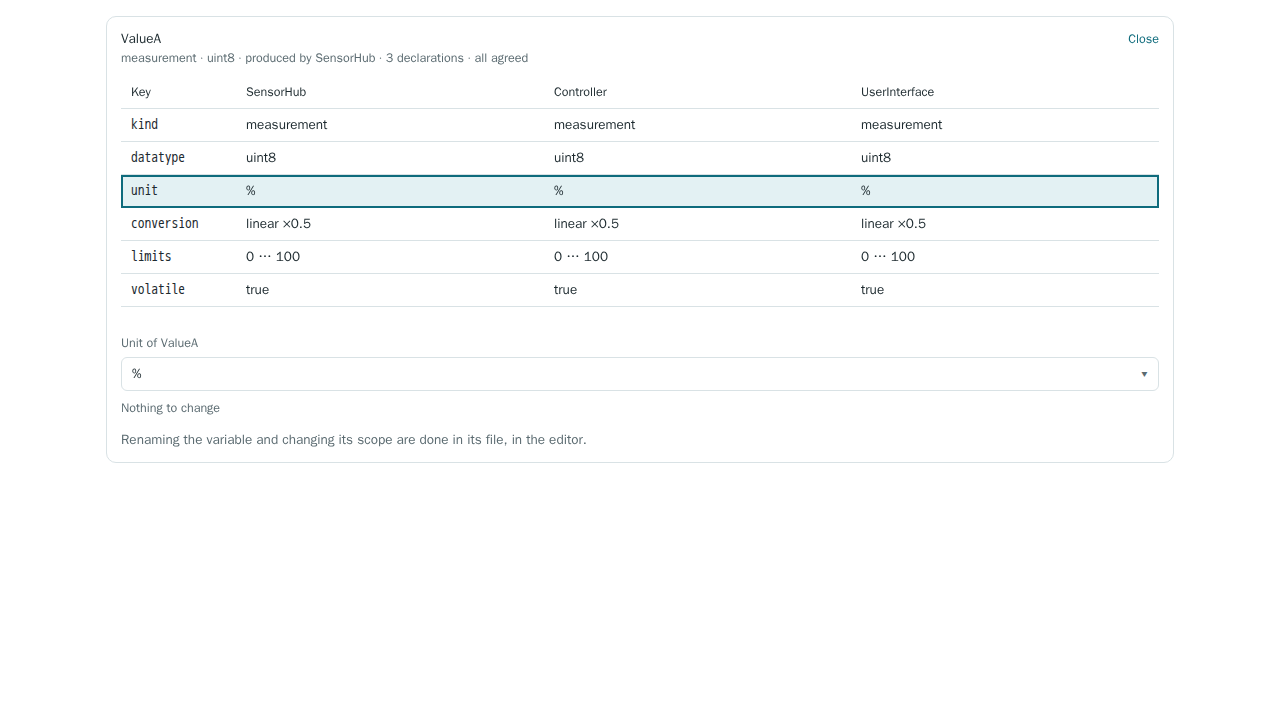 ValueA
Close
measurement · uint8 · produced by SensorHub · 3 declarations · all agreed
Key SensorHub Controller UserInterface
kind measurement measurement measurement
datatype uint8 uint8 uint8
unit % % %
conversion linear ×0.5 linear ×0.5 linear ×0.5
limits 0 ··· 100 0 ··· 100 0 ··· 100
volatile true true true
Unit of ValueA
%
Nothing to change
Renaming the variable and changing its scope are done in its file, in the editor.